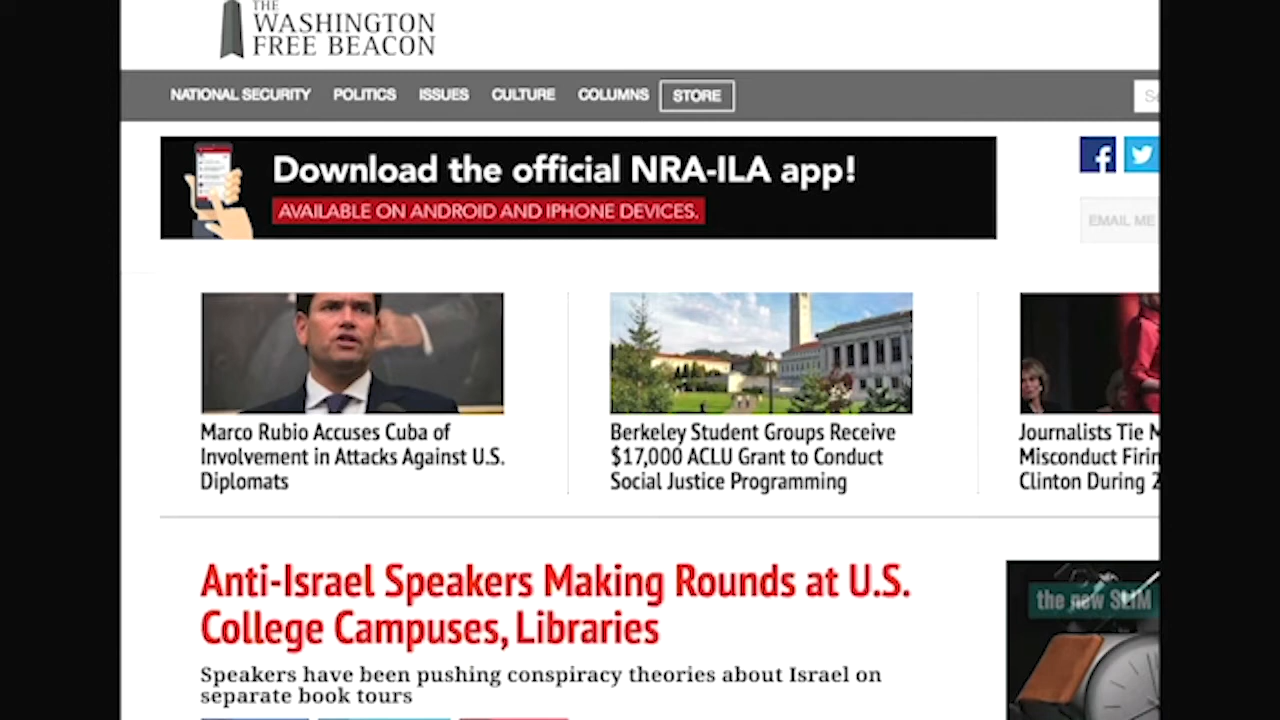 THE
WASHINGTON
FREE BEACON
NATIONAL SECURITY POLITICS ISSUES CULTURE COLUMNS STORE
Download the official NRA-ILA app!
AVAILABLE ON ANDROID AND IPHONE DEVICES.
EMAIL ME
Marco Rubio Accuses Cuba of
Involvement in Attacks Against U.S.
Diplomats
Berkeley Student Groups Receive
$17,000 ACLU Grant to Conduct
Social Justice Programming
Journalists Tie
Misconduct
Clinton During
Anti-Israel Speakers Making Rounds at U.S.
College Campuses, Libraries
Speakers have been pushing conspiracy theories about Israel on
separate book tours
the new SLIM